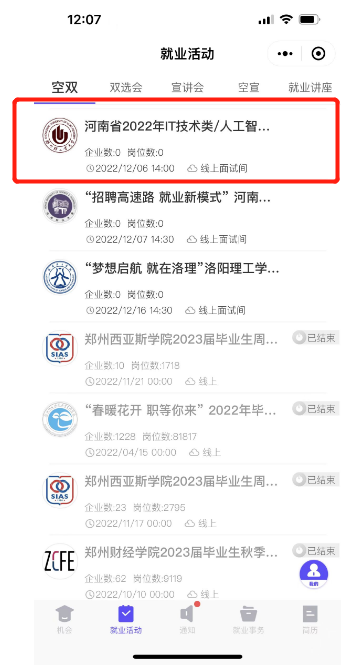 12:07
就业活动
空双 双选会 宣讲会 空宣 就业讲座
河南省2022年IT技术类/人工智...
企业数:0 岗位数:0
2022/12/06 14:00 线上面试间
“招聘高速路 就业新模式” 河南...
企业数:0 岗位数:0
2022/12/07 14:30 线上面试间
“梦想启航 就在洛理”洛阳理工学...
企业数:0 岗位数:0
2022/12/16 14:30 线上面试间
郑州西亚斯学院2023届毕业生周... 已结束
SIAS
企业数:10 岗位数:1718
2022/11/21 00:00 线上
“春暖花开 职等你来” 2022年毕... 已结束
企业数:1228 岗位数:81817
2022/04/15 00:00 线上
郑州西亚斯学院2023届毕业生周... 已结束
SIAS
企业数:23 岗位数:2795
2022/11/17 00:00 线上
郑州财经学院2023届毕业生秋季... 已结束
ZCFE
企业数:62 岗位数:9119
2022/10/10 00:00 线上
我的
机会 就业活动 通知 就业事务 简历